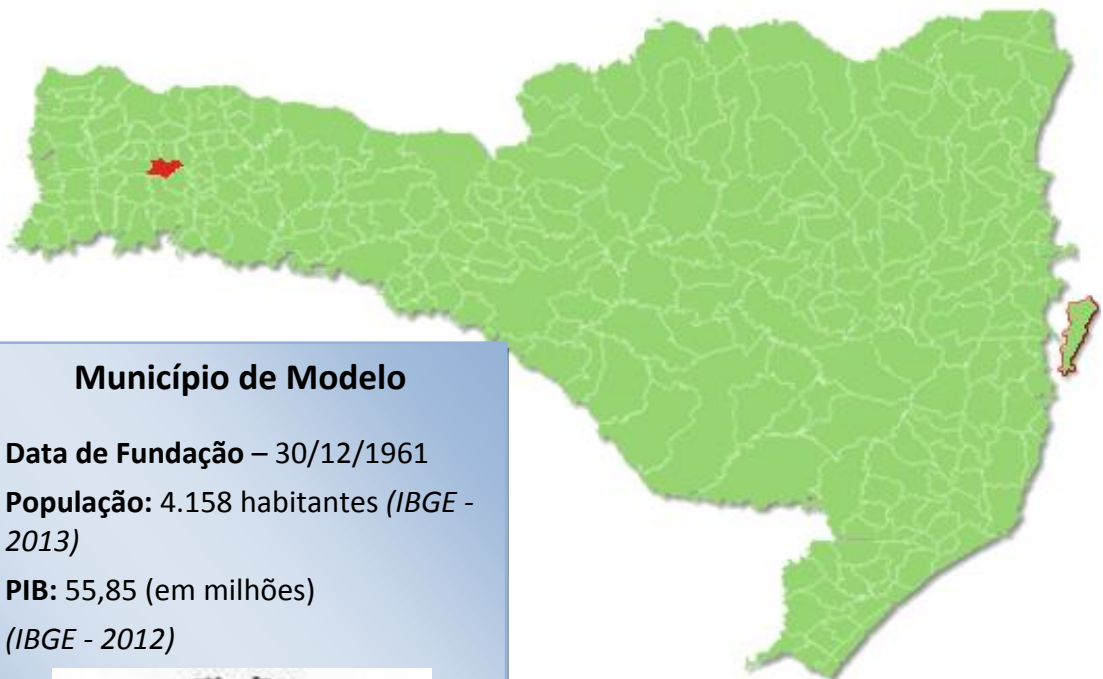 Município de Modelo
Data de Fundação – 30/12/1961
População: 4.158 habitantes (IBGE -
2013)
PIB: 55,85 (em milhões)
(IBGE - 2012)